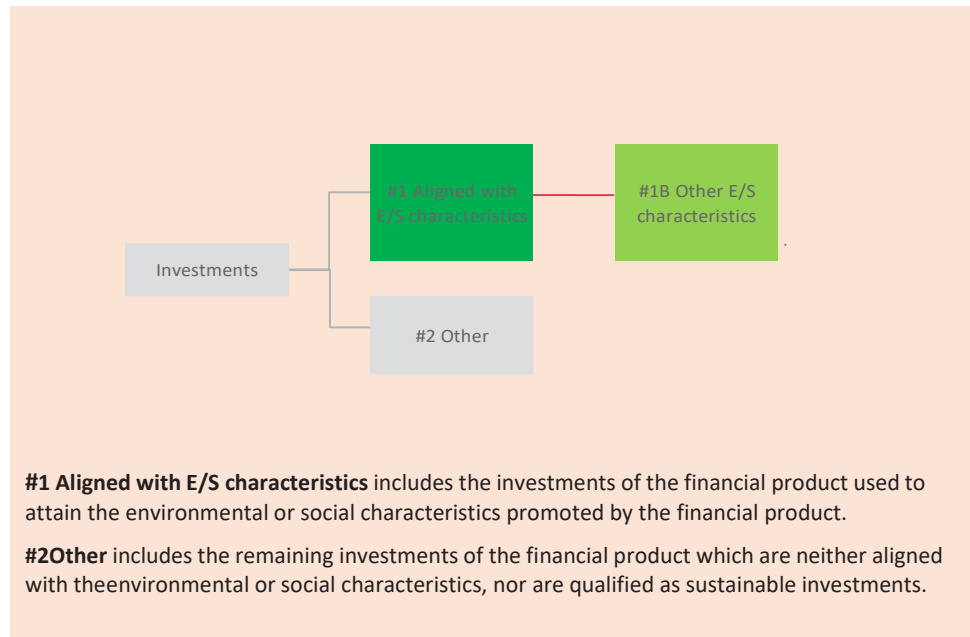 #1 Aligned with
E/S characteristics
#1B Other E/S
characteristics
`
Investments
#2 Other
#1 Aligned with E/S characteristics includes the investments of the financial product used to
attain the environmental or social characteristics promoted by the financial product.
#2Other includes the remaining investments of the financial product which are neither aligned
with theenvironmental or social characteristics, nor are qualified as sustainable investments.